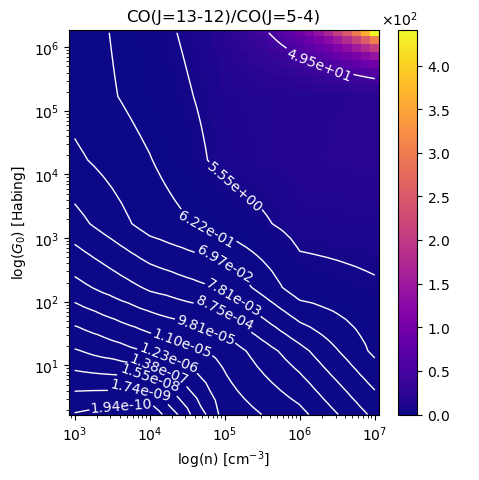 CO(J=13-12)/CO(J=5-4)
×10²
10⁶
10⁵
10⁴
10³
10²
10¹
log(G₀) [Habing]
4.95e+01
5.55e+00
6.22e-01
6.97e-02
7.81e-03
8.75e-04
9.81e-05
1.10e-05
1.23e-06
1.38e-07
1.55e-08
1.74e-09
1.94e-10
4.0
3.5
3.0
2.5
2.0
1.5
1.0
0.5
0.0
10³ 10⁴ 10⁵ 10⁶ 10⁷
log(n) [cm⁻³]